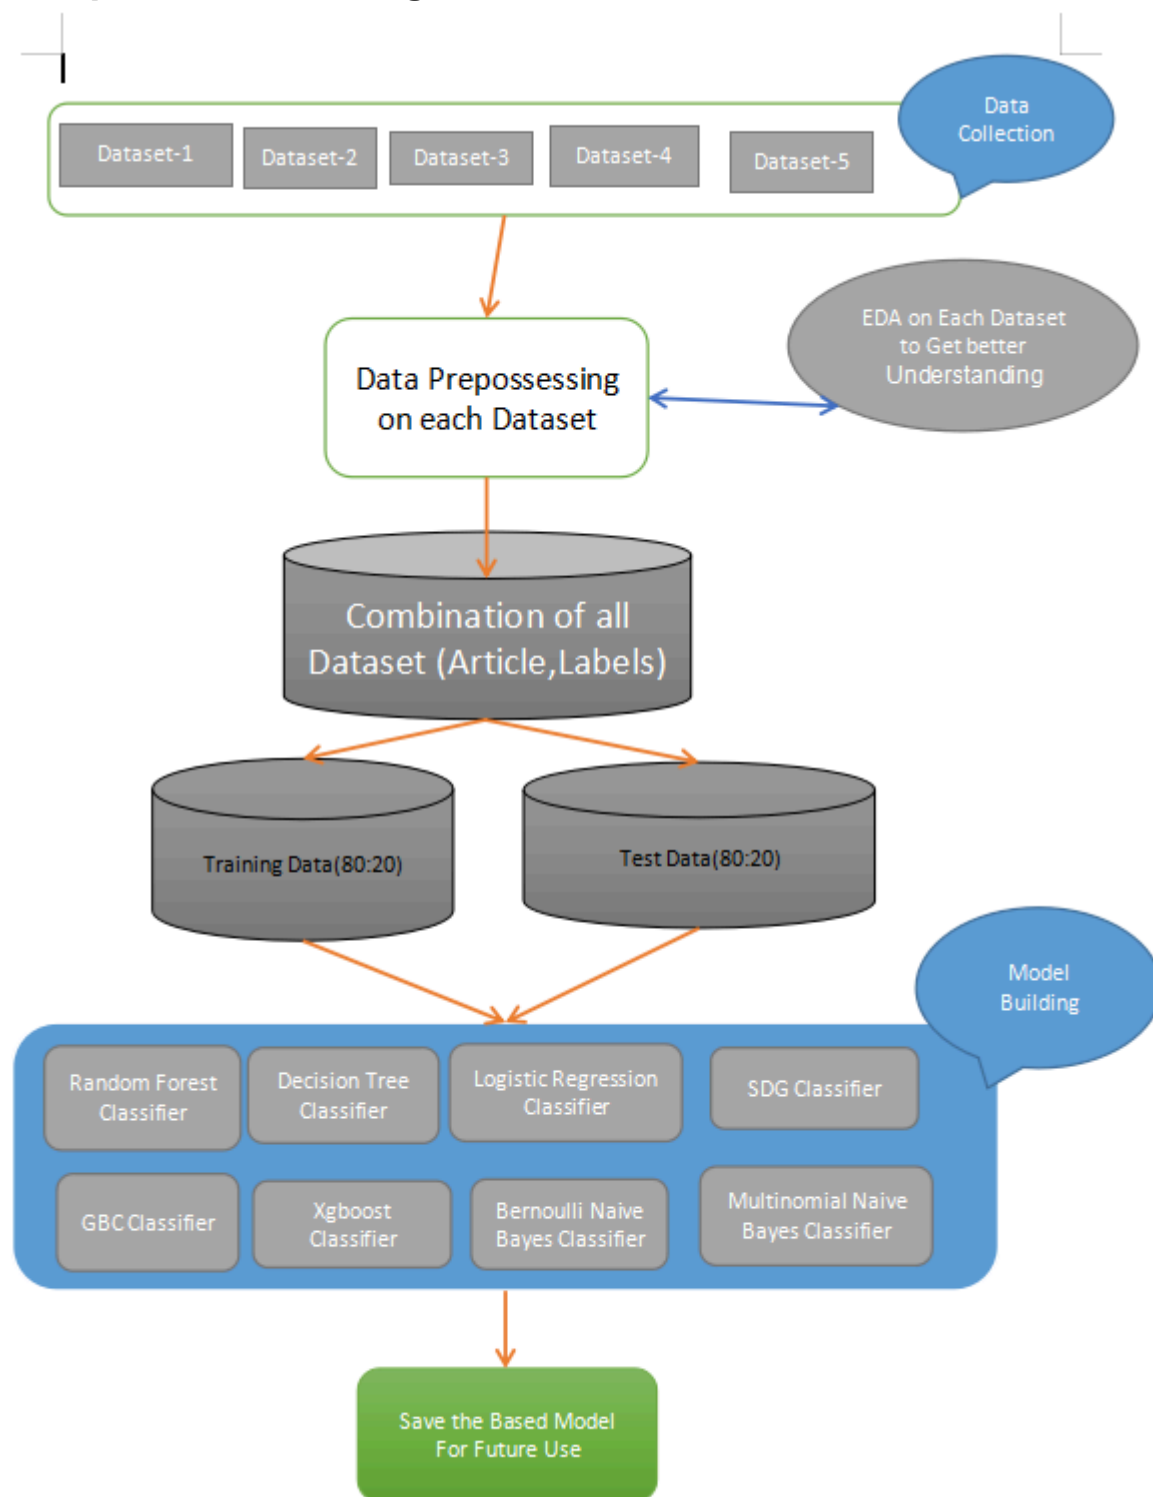 Data
Collection
Dataset-1
Dataset-2
Dataset-3
Dataset-4
Dataset-5
EDA on Each Dataset
to Get better
Understanding
Data Prepossessing
on each Dataset
Combination of all
Dataset (Article,Labels)
Training Data(80:20)
Test Data(80:20)
Model
Building
Random Forest
Classifier
Decision Tree
Classifier
Logistic Regression
Classifier
SDG Classifier
GBC Classifier
Xgboost
Classifier
Bernoulli Naive
Bayes Classifier
Multinomial Naive
Bayes Classifier
Save the Based Model
For Future Use